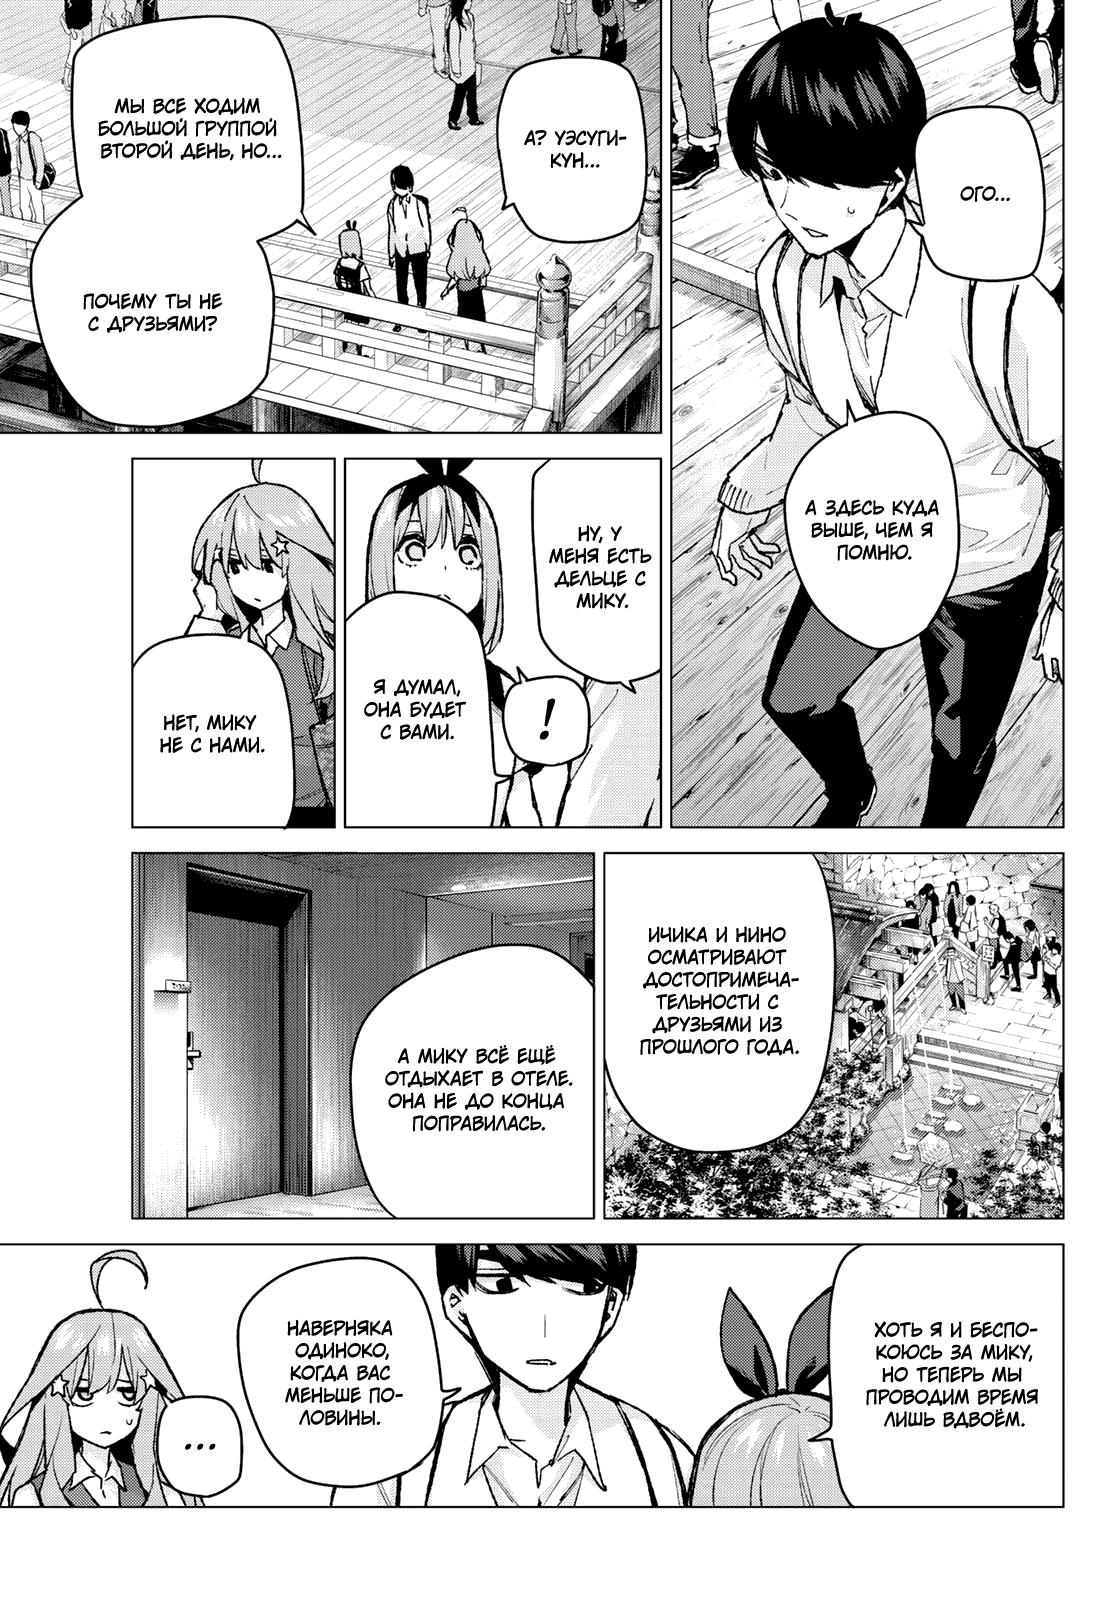 ОГО...
А ЗДЕСЬ КУДА
ВЫШЕ, ЧЕМ Я
ПОМНЮ.
А? УЭСУГИ-
КУН...
МЫ ВСЕ ХОДИМ
БОЛЬШОЙ ГРУППОЙ
ВТОРОЙ ДЕНЬ, НО...
ПОЧЕМУ ТЫ НЕ
С ДРУЗЬЯМИ?
НУ, У
МЕНЯ ЕСТЬ
ДЕЛЬЦЕ С
МИКУ.
!
Я ДУМАЛ,
ОНА БУДЕТ
С ВАМИ.
НЕТ, МИКУ
НЕ С НАМИ.
ИЧИКА И НИНО
ОСМАТРИВАЮТ
ДОСТОПРИМЕЧА-
ТЕЛЬНОСТИ С
ДРУЗЬЯМИ ИЗ
ПРОШЛОГО ГОДА.
А МИКУ ВСЁ ЕЩЁ
ОТДЫХАЕТ В ОТЕЛЕ.
ОНА НЕ ДО КОНЦА
ПОПРАВИЛАСЬ.
ХОТЬ Я И БЕСПО-
КОЮСЬ ЗА МИКУ,
НО ТЕПЕРЬ МЫ
ПРОВОДИМ ВРЕМЯ
ЛИШЬ ВДВОЁМ.
НАВЕРНЯКА
ОДИНОКО,
КОГДА ВАС
МЕНЬШЕ ПО-
ЛОВИНЫ.
...